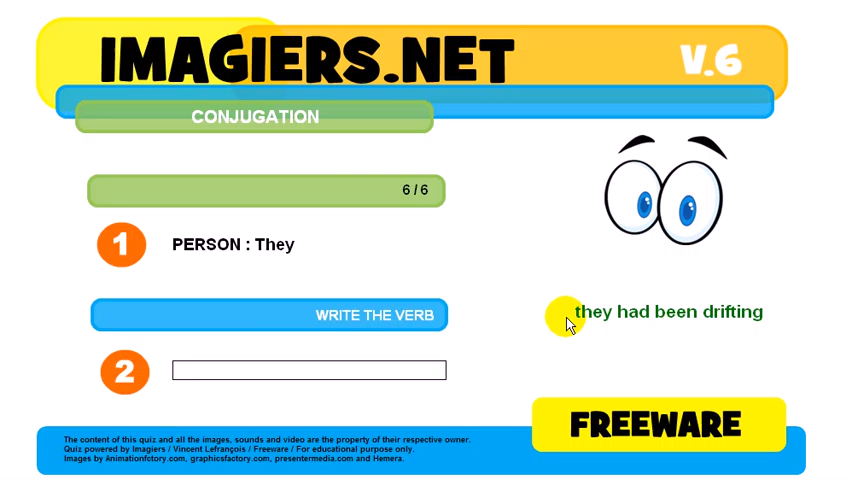 IMAGIERS.NET
V.6
CONJUGATION
6 / 6
1
PERSON : They
WRITE THE VERB
they had been drifting
2
FREEWARE
The content of this quiz and all the images, sounds and video are the property of their respective owner.
Quiz powered by Imagiers / Vincent Lefrançois / Freeware / For educational purpose only.
Images by Animationfctory.com, graphicsfactory.com, presentermedia.com and Hemera.